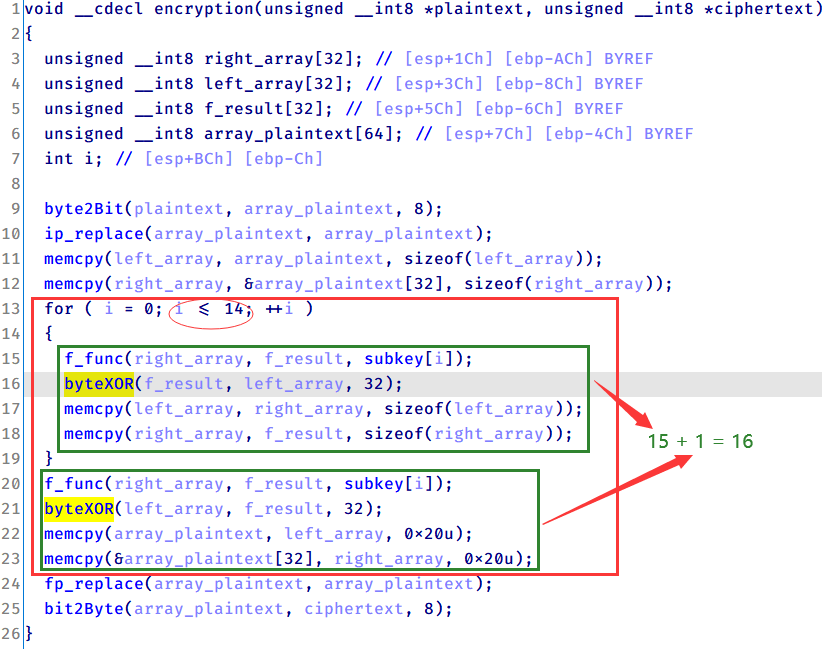 1 void __cdecl encryption(unsigned __int8 *plaintext, unsigned __int8 *ciphertext)
2 {
3   unsigned __int8 right_array[32]; // [esp+1Ch] [ebp-ACh] BYREF
4   unsigned __int8 left_array[32]; // [esp+3Ch] [ebp-8Ch] BYREF
5   unsigned __int8 f_result[32]; // [esp+5Ch] [ebp-6Ch] BYREF
6   unsigned __int8 array_plaintext[64]; // [esp+7Ch] [ebp-4Ch] BYREF
7   int i; // [esp+BCh] [ebp-Ch]
8
9   byte2Bit(plaintext, array_plaintext, 8);
10   ip_replace(array_plaintext, array_plaintext);
11   memcpy(left_array, array_plaintext, sizeof(left_array));
12   memcpy(right_array, &array_plaintext[32], sizeof(right_array));
13   for ( i = 0; i <= 14; ++i )
14   {
15     f_func(right_array, f_result, subkey[i]);
16     byteXOR(f_result, left_array, 32);
17     memcpy(left_array, right_array, sizeof(left_array));
18     memcpy(right_array, f_result, sizeof(right_array));
15 + 1 = 16
19   }
20   f_func(right_array, f_result, subkey[i]);
21   byteXOR(left_array, f_result, 32);
22   memcpy(array_plaintext, left_array, 0x20u);
23   memcpy(&array_plaintext[32], right_array, 0x20u);
24   fp_replace(array_plaintext, array_plaintext);
25   bit2Byte(array_plaintext, ciphertext, 8);
26 }